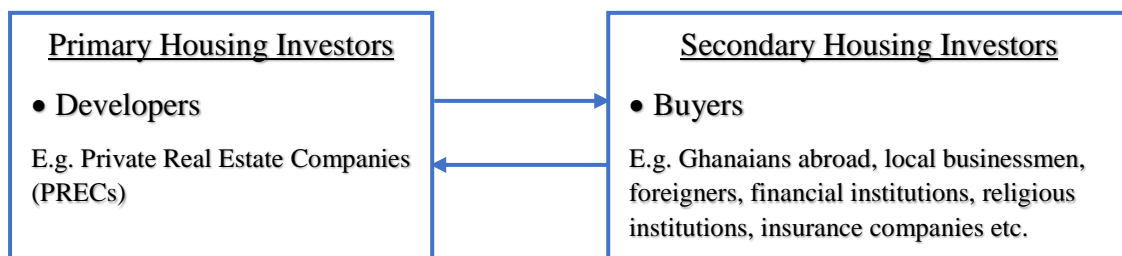 Primary Housing Investors
• Developers
E.g. Private Real Estate Companies
(PRECs)
Secondary Housing Investors
• Buyers
E.g. Ghanaians abroad, local businessmen,
foreigners, financial institutions, religious
institutions, insurance companies etc.